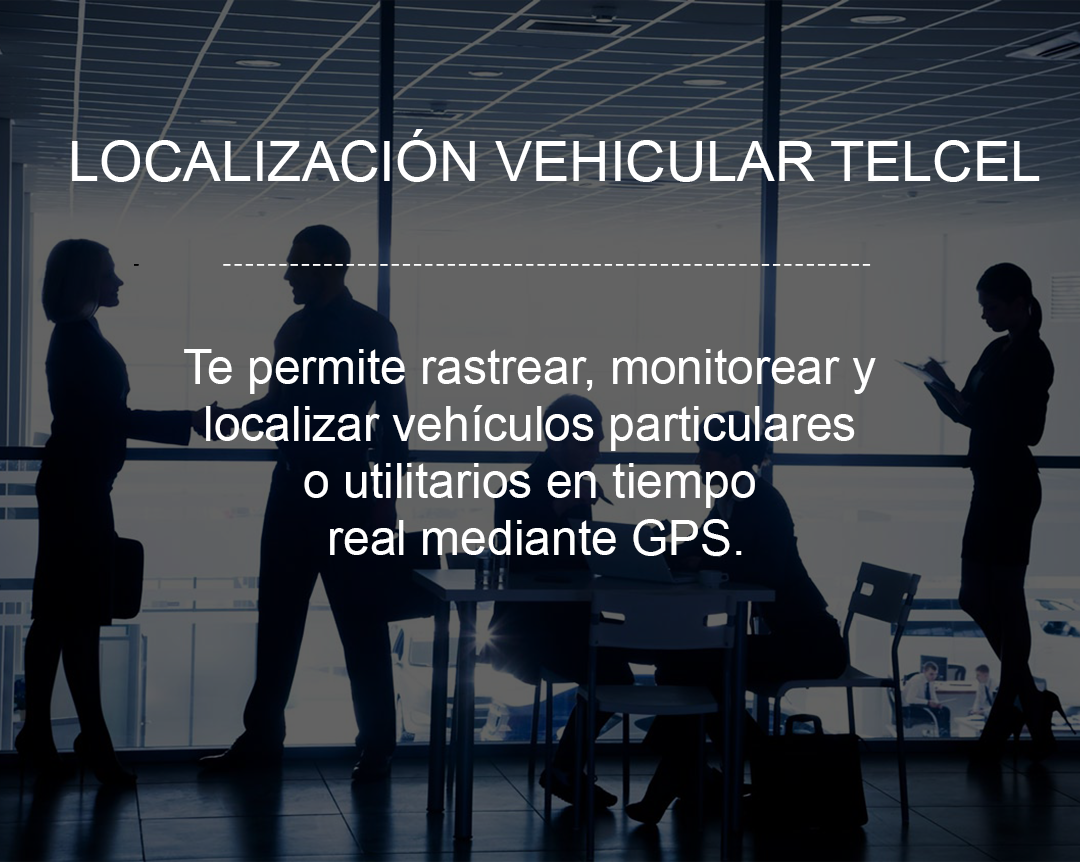 LOCALIZACIÓN VEHICULAR TELCEL
Te permite rastrear, monitorear y
localizar vehículos particulares
o utilitarios en tiempo
real mediante GPS.